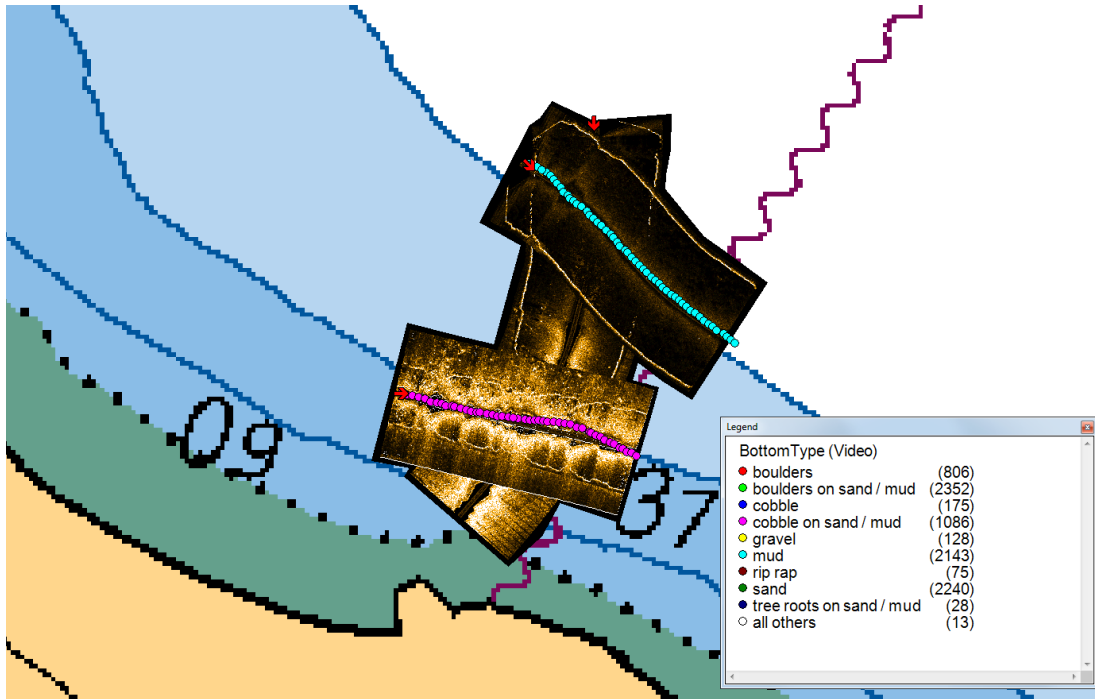 09
37
Legend
BottomType (Video)
boulders (806)
boulders on sand / mud (2352)
cobble (175)
cobble on sand / mud (1086)
gravel (128)
mud (2143)
rip rap (75)
sand (2240)
tree roots on sand / mud (28)
all others (13)